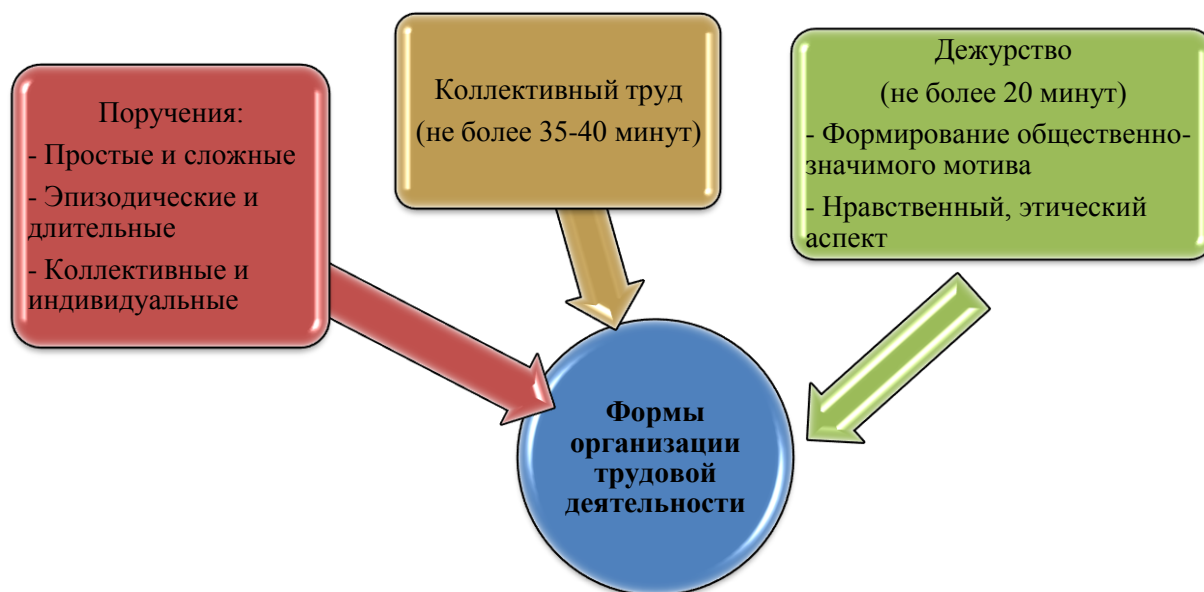 Поручения:
- Простые и сложные
- Эпизодические и
длительные
- Коллективные и
индивидуальные
Коллективный труд
(не более 35-40 минут)
Дежурство
(не более 20 минут)
- Формирование общественно-
значимого мотива
- Нравственный, этический
аспект
Формы
организации
трудовой
деятельности